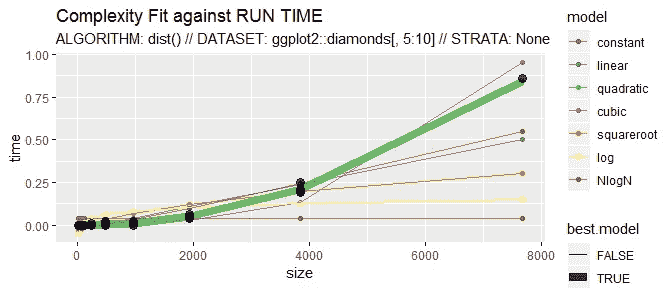 Complexity Fit against RUN TIME
ALGORITHM: dist() // DATASET: ggplot2::diamonds[, 5:10] // STRATA: None
time
1.00
0.75
0.50
0.25
0.00
0
2000
4000
6000
8000
size
model
constant
linear
quadratic
cubic
squareroot
log
NlogN
best.model
FALSE
TRUE